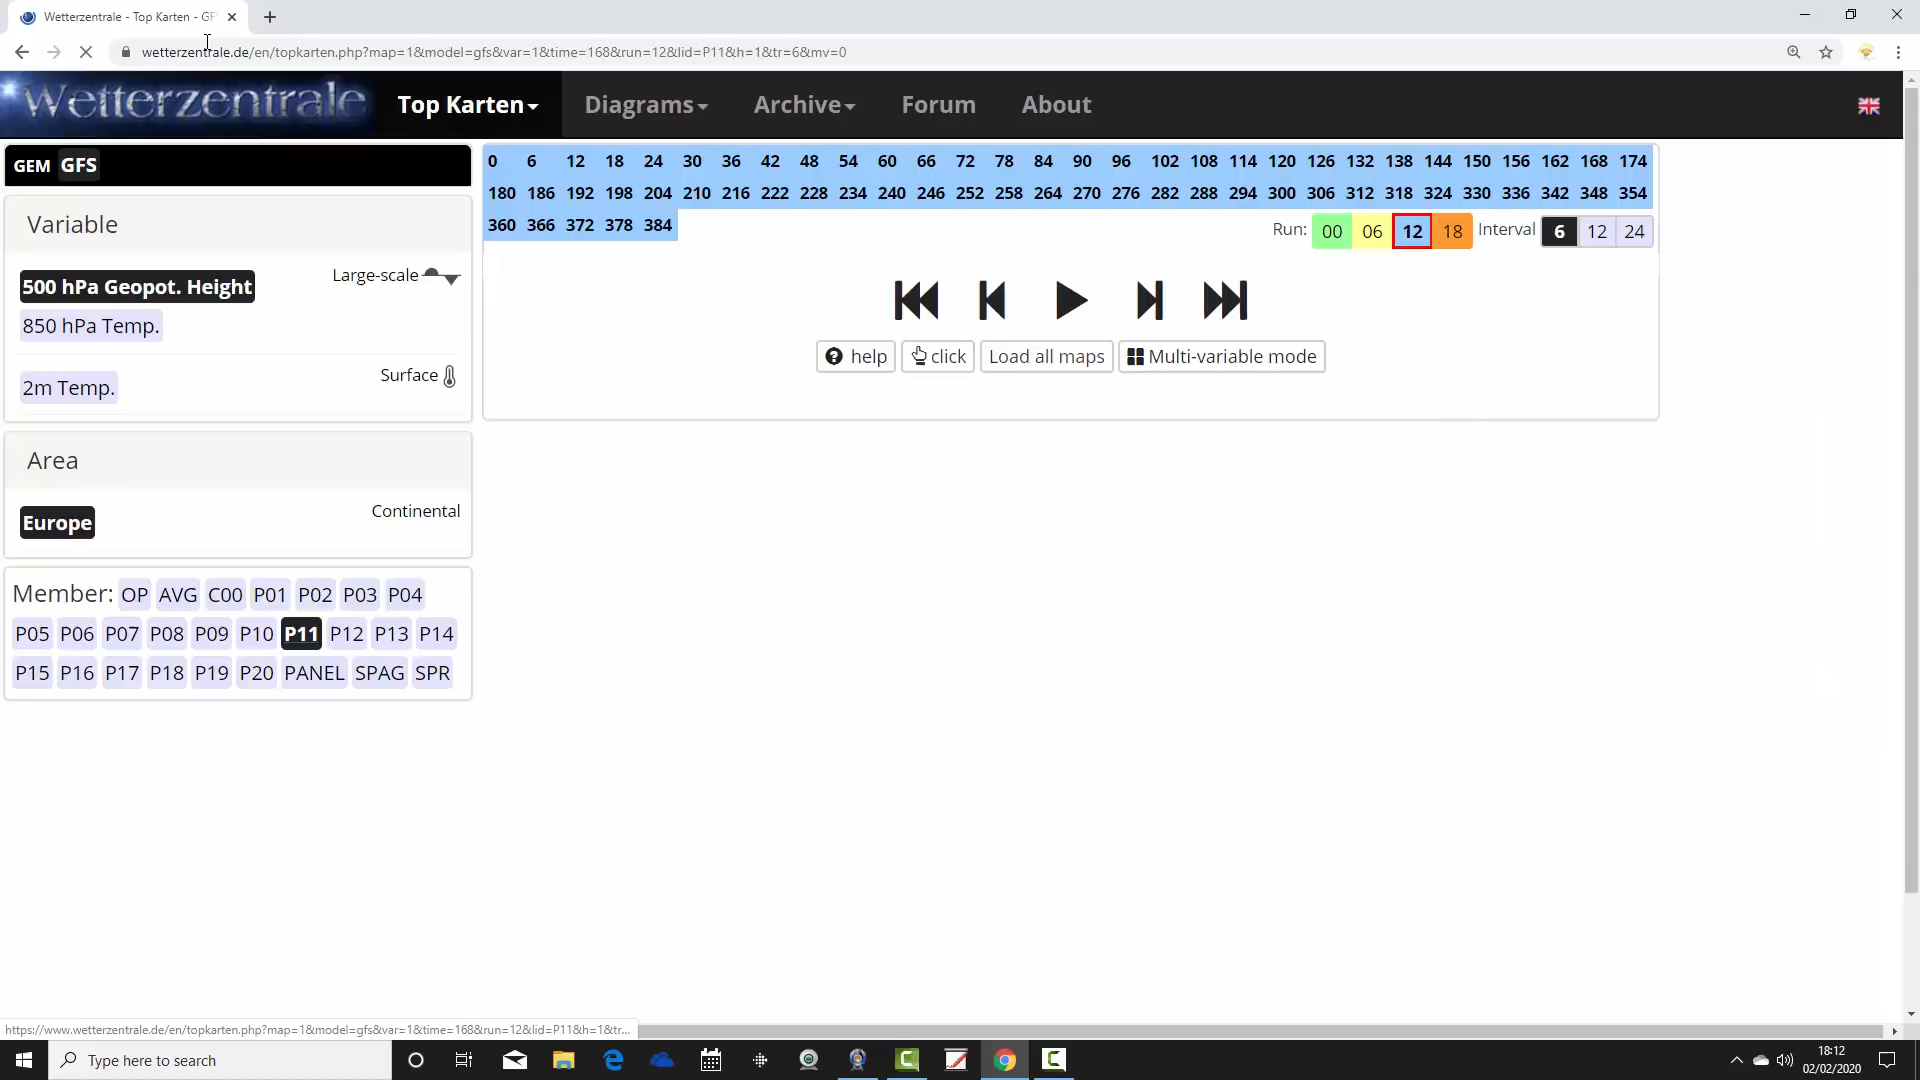 Wetterzentrale - Top Karten - GF
wetterzentrale.de/en/topkarten.php?map=1&model=gfs&var=1&time=168&run=12&lid=P11&h=1&tr=6&mv=0
Wetterzentrale Top Karten Diagrams Archive Forum About
GEM GFS
Variable
Large-scale
500 hPa Geopot. Height
850 hPa Temp.
Surface
2m Temp.
Area
Continental
Europe
Member: OP AVG C00 P01 P02 P03 P04
P05 P06 P07 P08 P09 P10 P11 P12 P13 P14
P15 P16 P17 P18 P19 P20 PANEL SPAG SPR
0 6 12 18 24 30 36 42 48 54 60 66 72 78 84 90 96 102 108 114 120 126 132 138 144 150 156 162 168 174
180 186 192 198 204 210 216 222 228 234 240 246 252 258 264 270 276 282 288 294 300 306 312 318 324 330 336 342 348 354
360 366 372 378 384
Run: 00 06 12 18 Interval 6 12 24
help click Load all maps Multi-variable mode
https://www.wetterzentrale.de/en/topkarten.php?map=1&model=gfs&var=1&time=168&run=12&lid=P11&h=1&tr...
Type here to search
18:12
02/02/2020